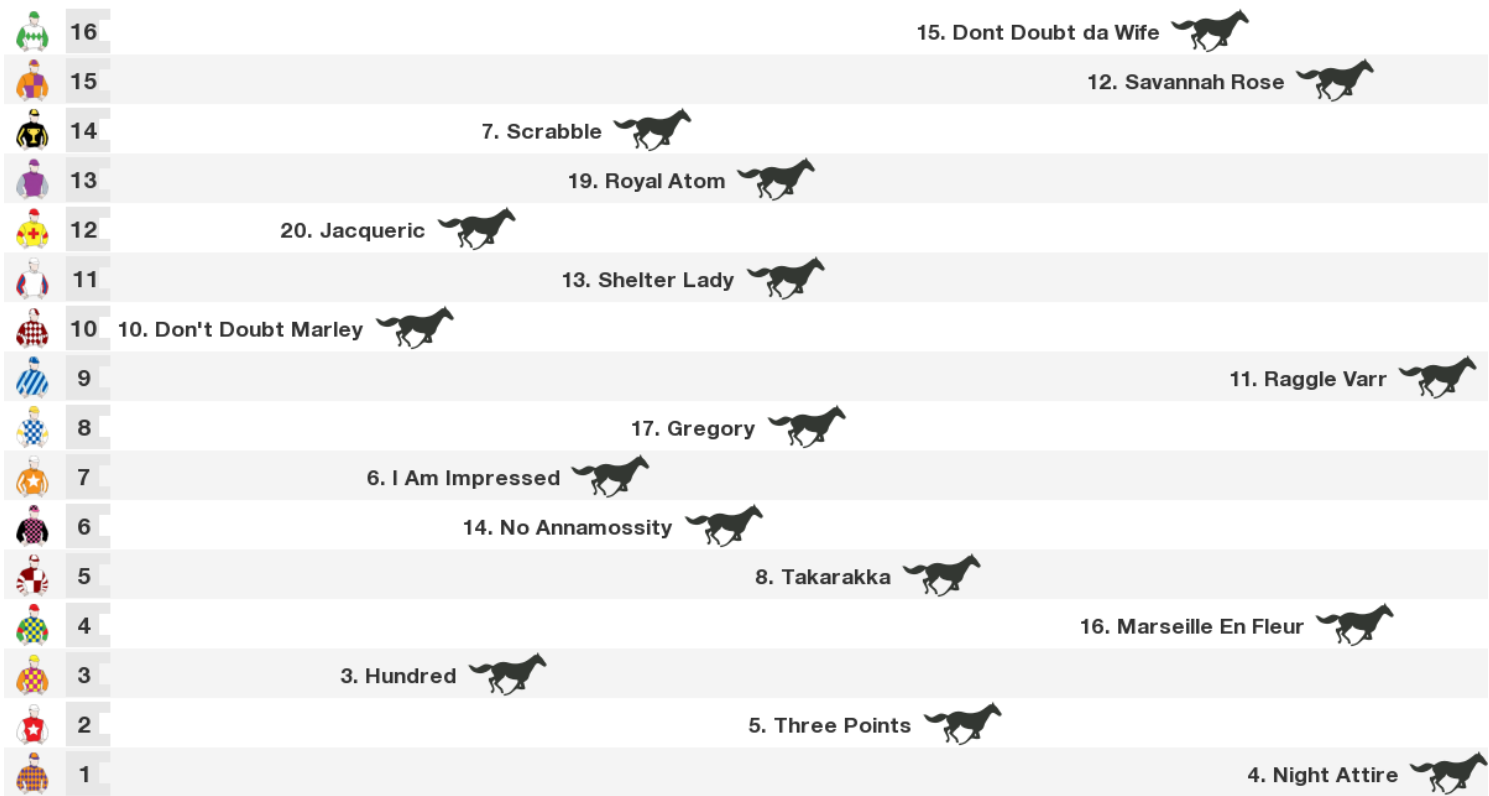 16 15. Dont Doubt da Wife
15 12. Savannah Rose
14 7. Scrabble
13 19. Royal Atom
12 20. Jacqueric
11 13. Shelter Lady
10 10. Don't Doubt Marley
9 11. Raggle Varr
8 17. Gregory
7 6. I Am Impressed
6 14. No Annamossity
5 8. Takarakka
4 16. Marseille En Fleur
3 3. Hundred
2 5. Three Points
1 4. Night Attire